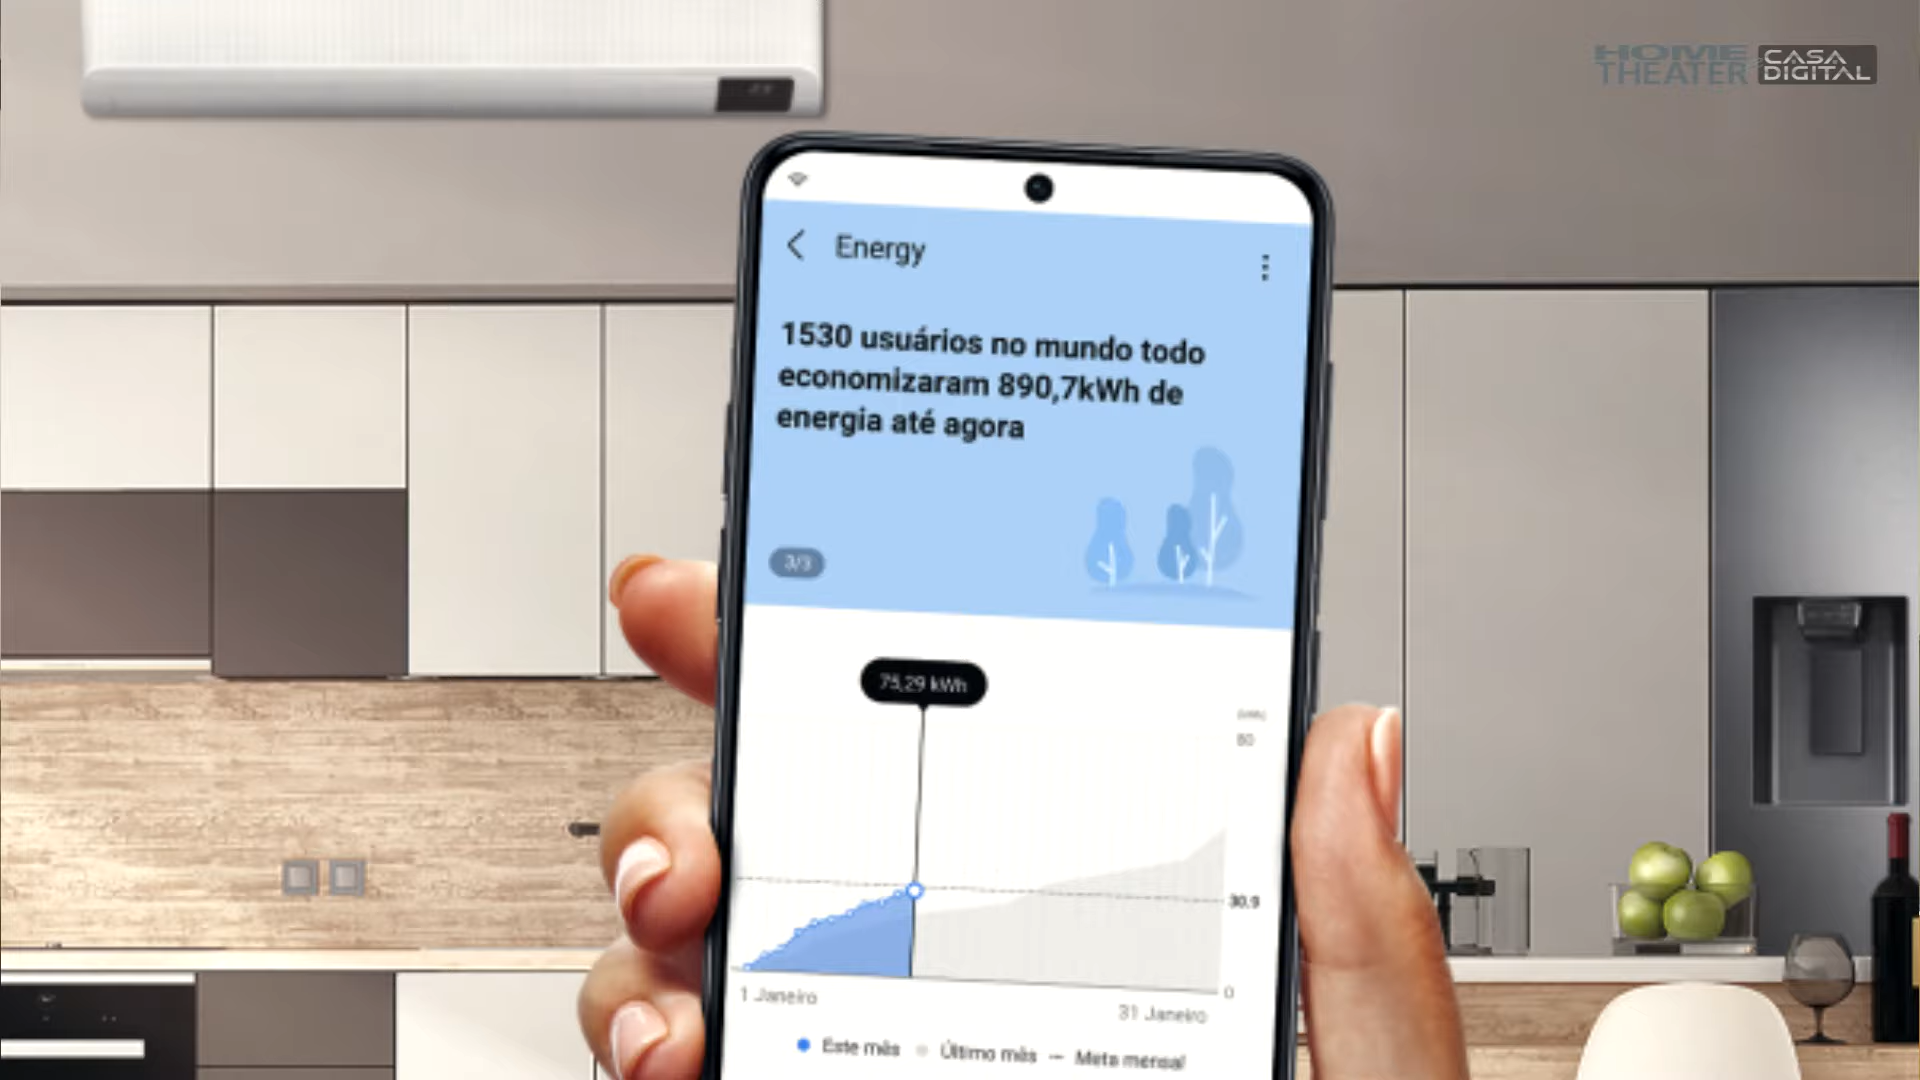 HOME
THEATER
CASA
DIGITAL
Energy
1530 usuários no mundo todo
economizaram 890,7kWh de
energia até agora
3/3
75,29 kWh
80
30.9
0
1 Janeiro
31 Janeiro
Este mês
Último mês
Meta mensal